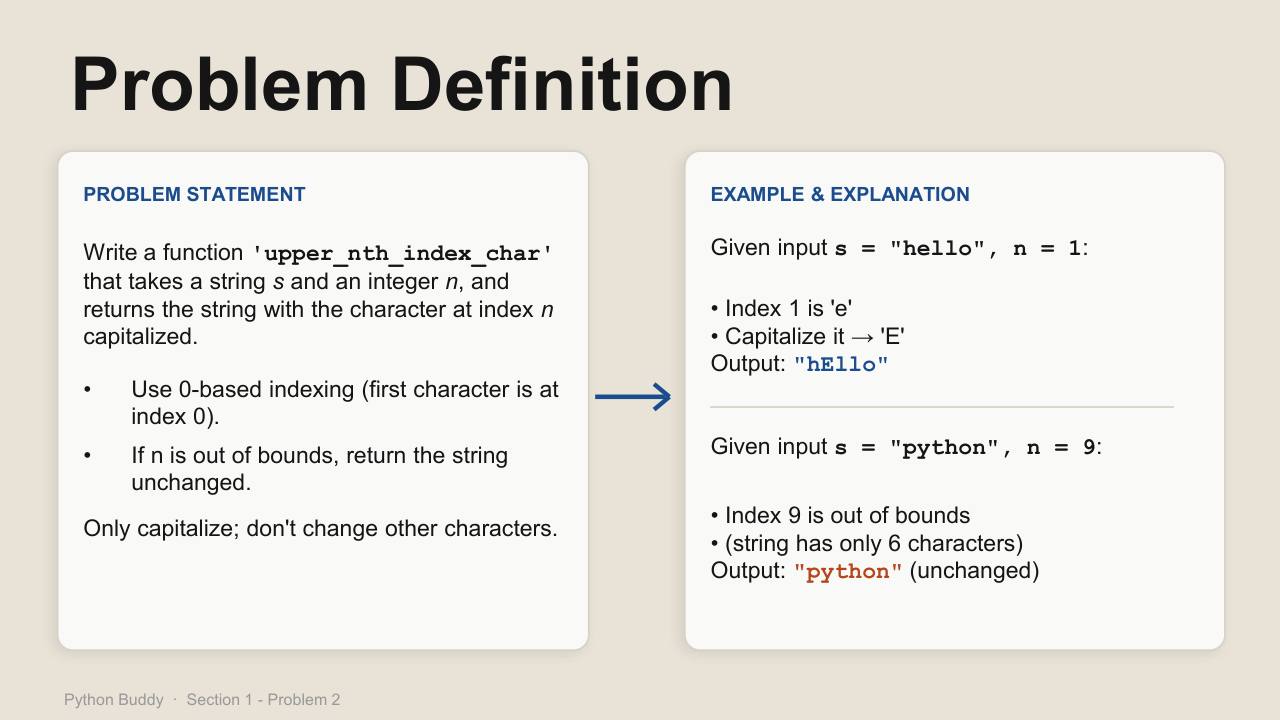 Problem Definition
PROBLEM STATEMENT
Write a function 'upper_nth_index_char'
that takes a string s and an integer n, and
returns the string with the character at index n
capitalized.
• Use 0-based indexing (first character is at
index 0).
• If n is out of bounds, return the string
unchanged.
Only capitalize; don't change other characters.
EXAMPLE & EXPLANATION
Given input s = "hello", n = 1:
• Index 1 is 'e'
• Capitalize it → 'E'
Output: "hEllo"
Given input s = "python", n = 9:
• Index 9 is out of bounds
• (string has only 6 characters)
Output: "python" (unchanged)
Python Buddy · Section 1 - Problem 2